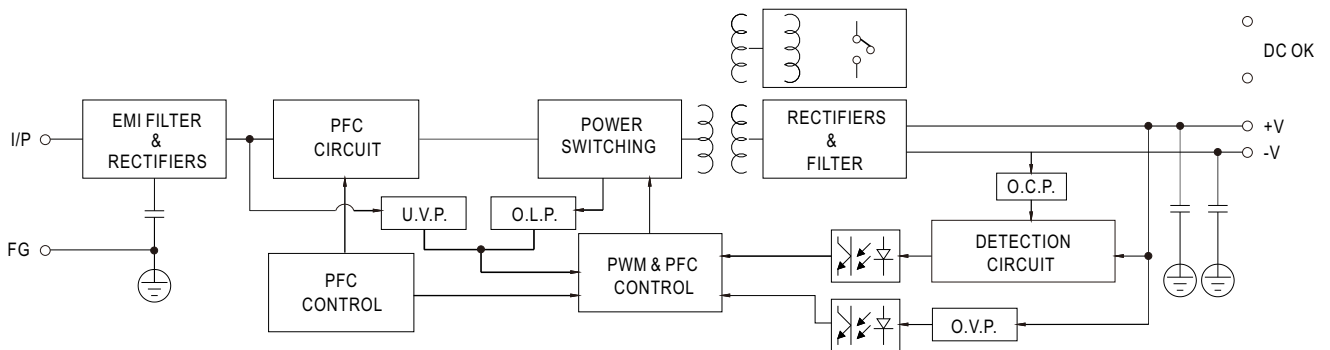 DC OK
I/P
EMI FILTER
&
RECTIFIERS
PFC
CIRCUIT
POWER
SWITCHING
RECTIFIERS
&
FILTER
+V
-V
U.V.P.
O.L.P.
O.C.P.
FG
PFC
CONTROL
PWM & PFC
CONTROL
DETECTION
CIRCUIT
O.V.P.